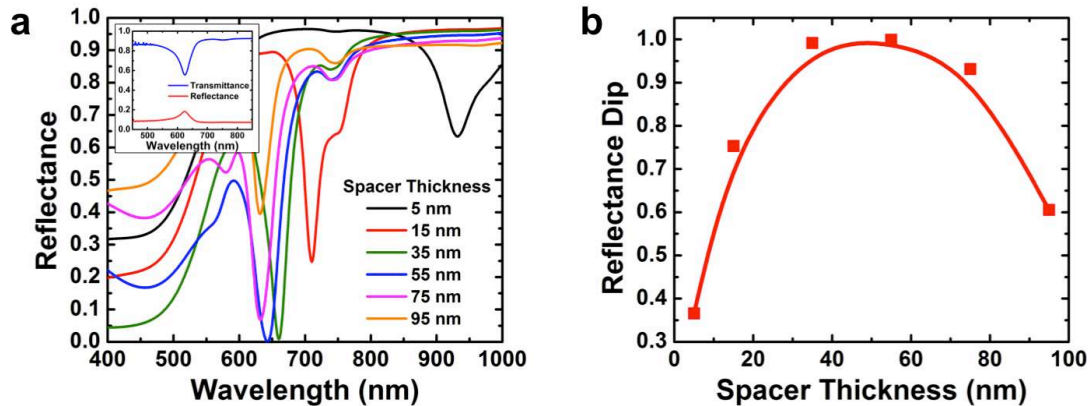 a
b
Reflectance
1.0
0.9
0.8
0.7
0.6
0.5
0.4
0.3
0.2
0.1
0.0
400 500 600 700 800 900 1000
Wavelength (nm)
1.0
0.8
0.6
0.4
0.2
0.0
Transmittance
Reflectance
500 600 700 800
Wavelength (nm)
Spacer Thickness
5 nm
15 nm
35 nm
55 nm
75 nm
95 nm
Reflectance Dip
1.0
0.9
0.8
0.7
0.6
0.5
0.4
0.3
0 20 40 60 80 100
Spacer Thickness (nm)